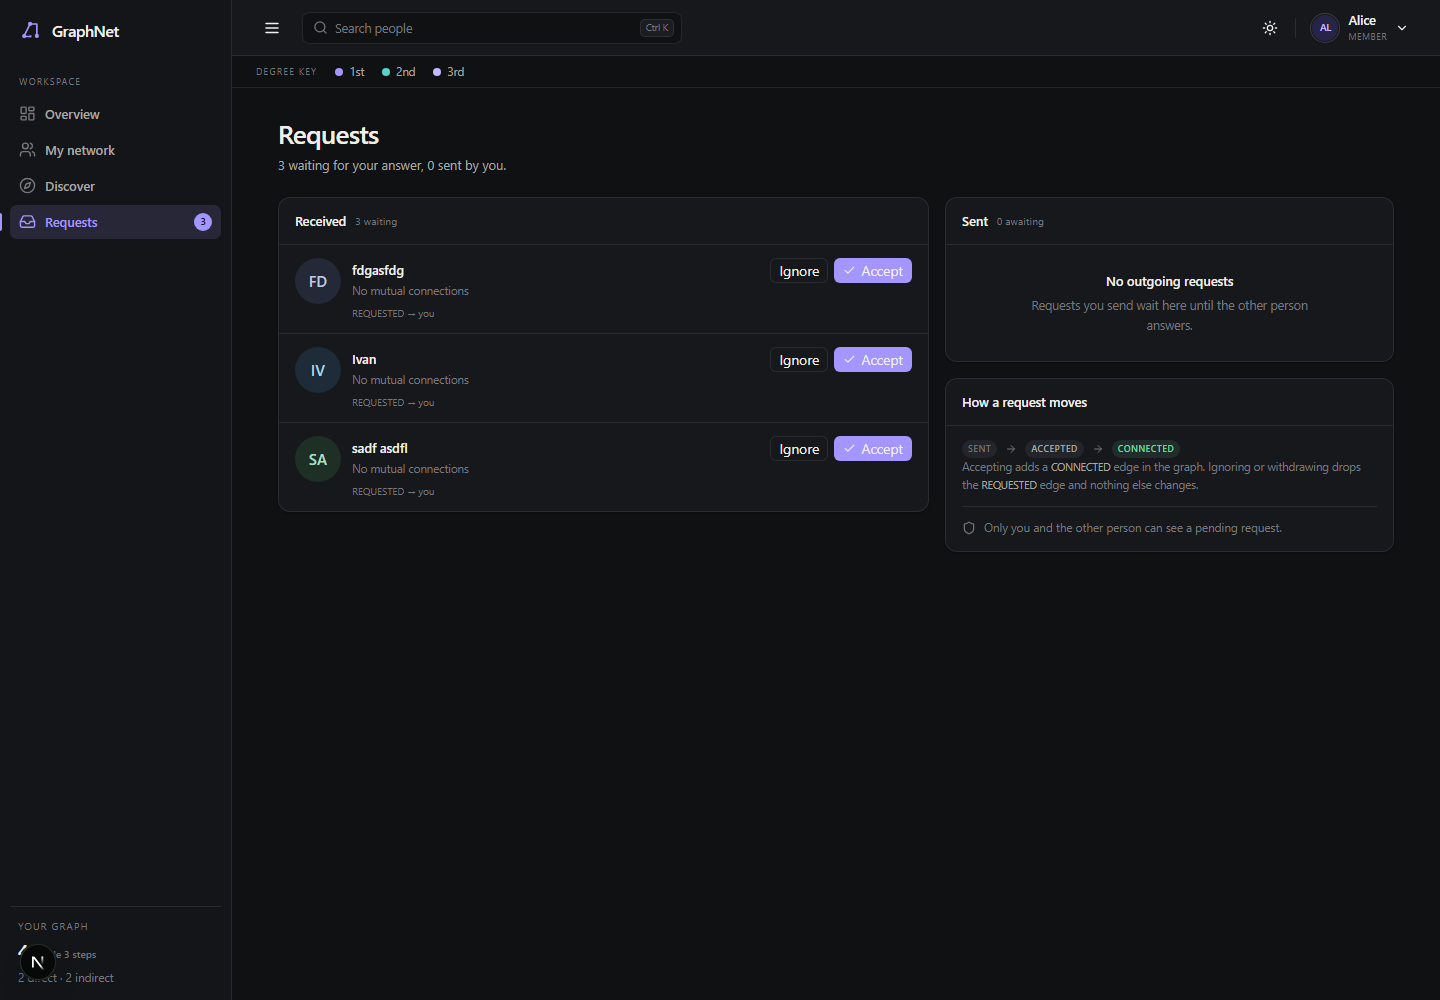 GraphNet
Search people
Ctrl K
AL
Alice
MEMBER
WORKSPACE
Overview
My network
Discover
Requests
3
DEGREE KEY
1st
2nd
3rd
Requests
3 waiting for your answer, 0 sent by you.
Received 3 waiting
FD
fdgasfdg
No mutual connections
REQUESTED → you
Ignore
Accept
IV
Ivan
No mutual connections
REQUESTED → you
Ignore
Accept
SA
sadf asdfl
No mutual connections
REQUESTED → you
Ignore
Accept
Sent 0 awaiting
No outgoing requests
Requests you send wait here until the other person
answers.
How a request moves
SENT → ACCEPTED → CONNECTED
Accepting adds a CONNECTED edge in the graph. Ignoring or withdrawing drops
the REQUESTED edge and nothing else changes.
Only you and the other person can see a pending request.
YOUR GRAPH
3 steps
N
2 · 2 indirect